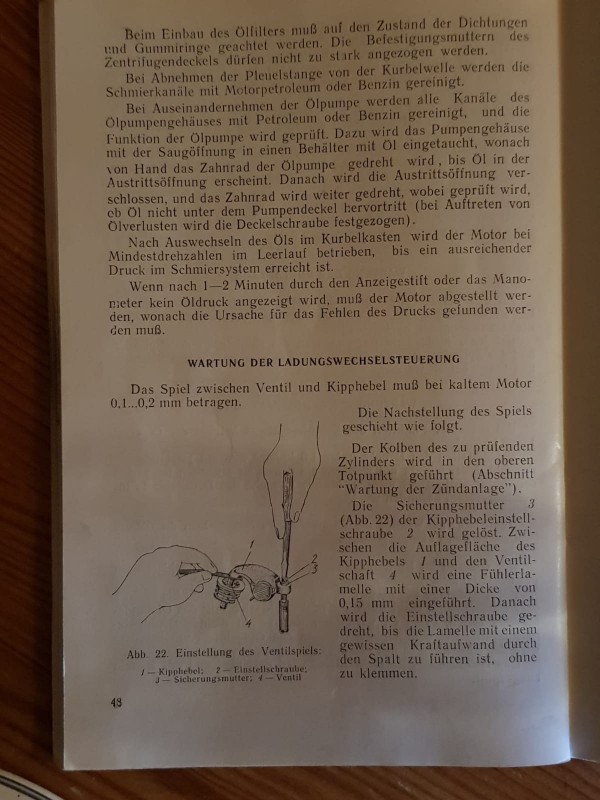 Beim Einbau des Ölfilters muß auf den Zustand der Dichtungen
und Gummiringe geachtet werden. Die Befestigungsmuttern des
Zentrifugendeckels dürfen nicht zu stark angezogen werden.
Bei Abnehmen der Pleuelstange von der Kurbelwelle werden die
Schmierkanäle mit Motorpetroleum oder Benzin gereinigt.
Bei Auseinandernehmen der Ölpumpe werden alle Kanäle des
Ölpumpengehäuses mit Petroleum oder Benzin gereinigt, und die
Funktion der Ölpumpe wird geprüft. Dazu wird das Pumpengehäuse
mit der Saugöffnung in einen Behälter mit Öl eingetaucht, wonach
von Hand das Zahnrad der Ölpumpe gedreht wird, bis Öl in der
Austrittsöffnung erscheint. Danach wird die Austrittsöffnung ver-
schlossen, und das Zahnrad wird weiter gedreht, wobei geprüft wird,
ob Öl nicht unter dem Pumpendeckel hervortritt (bei Auftreten von
Ölverlusten wird die Deckelschraube festgezogen).
Nach Auswechseln des Öls im Kurbelkasten wird der Motor bei
Mindestdrehzahlen im Leerlauf betrieben, bis ein ausreichender
Druck im Schmiersystem erreicht ist.
Wenn nach 1—2 Minuten durch den Anzeigestift oder das Mano-
meter kein Öldruck angezeigt wird, muß der Motor abgestellt wer-
den, wonach die Ursache für das Fehlen des Drucks gefunden wer-
den muß.
WARTUNG DER LADUNGSWECHSELSTEUERUNG
Das Spiel zwischen Ventil und Kipphebel muß bei kaltem Motor
0,1...0,2 mm betragen.
Die Nachstellung des Spiels
geschieht wie folgt.
Der Kolben des zu prüfenden
Zylinders wird in den oberen
Totpunkt geführt (Abschnitt
“Wartung der Zündanlage”).
Die Sicherungsmutter 3
(Abb. 22) der Kipphebeleinstell-
schraube 2 wird gelöst. Zwi-
schen die Auflagefläche des
Kipphebels 1 und den Ventil-
schaft 4 wird eine Fühlerla-
melle mit einer Dicke von
0,15 mm eingeführt. Danach
wird die Einstellschraube ge-
dreht, bis die Lamelle mit einem
gewissen Kraftaufwand durch
den Spalt zu führen ist, ohne
zu klemmen.
1
2
3
4
Abb. 22. Einstellung des Ventilspiels:
1 — Kipphebel; 2 — Einstellschraube;
3 — Sicherungsmutter; 4 — Ventil
48